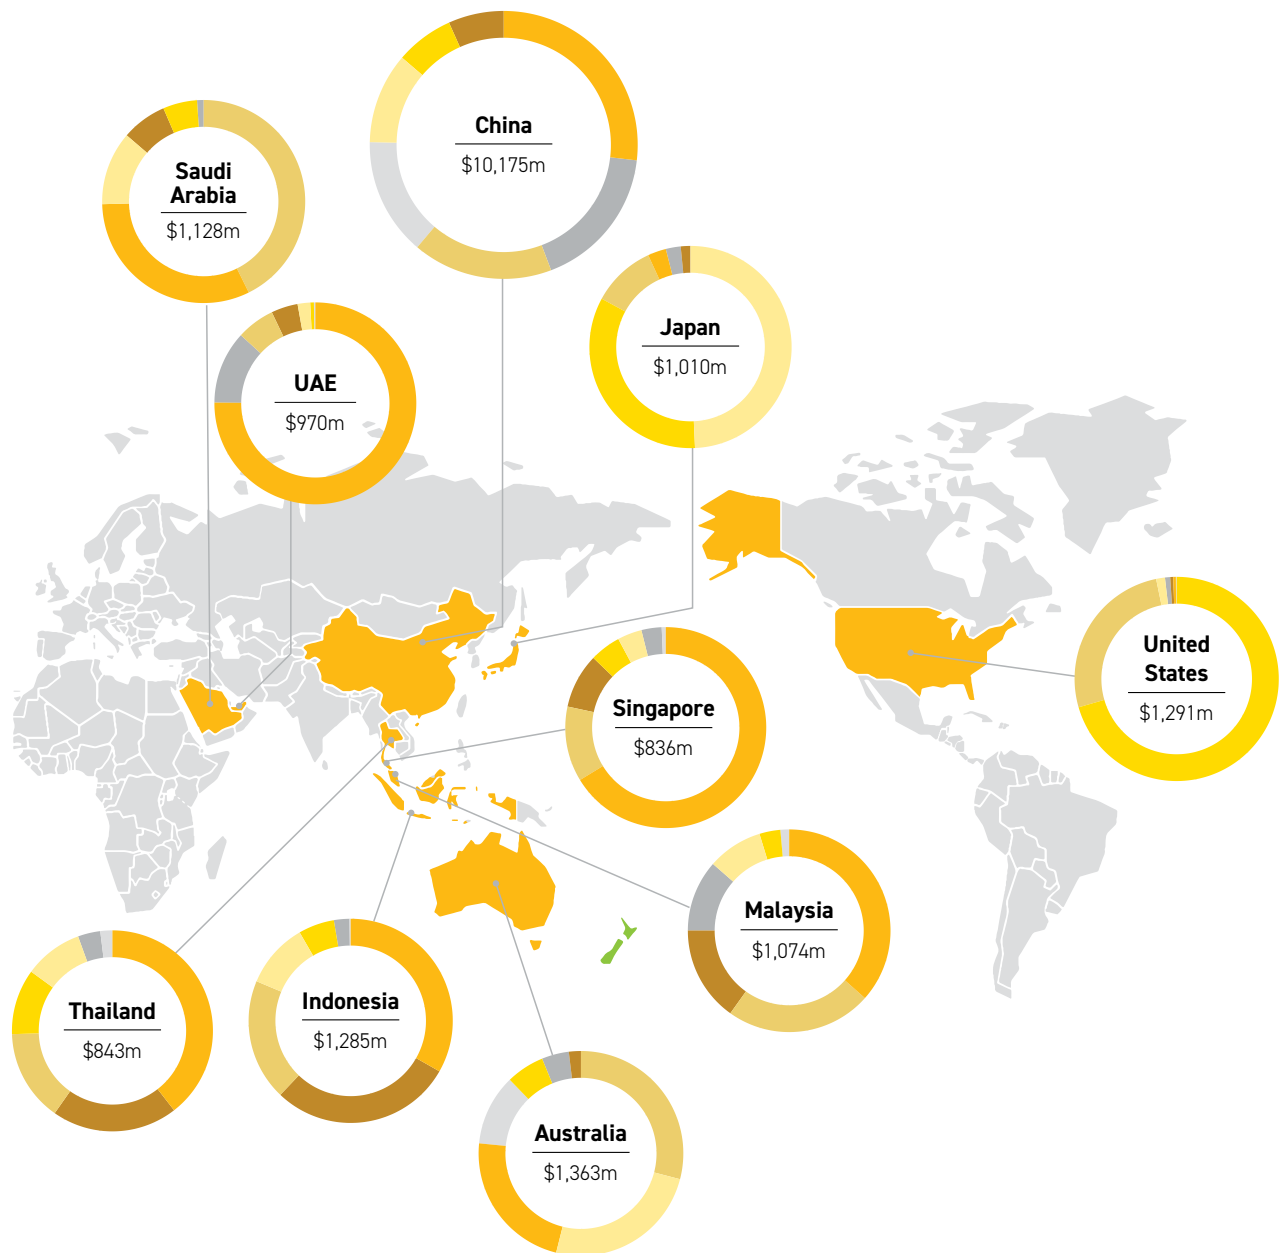 China
$10,175m
Saudi
Arabia
$1,128m
Japan
$1,010m
UAE
$970m
United
States
$1,291m
Singapore
$836m
Malaysia
$1,074m
Thailand
$843m
Indonesia
$1,285m
Australia
$1,363m